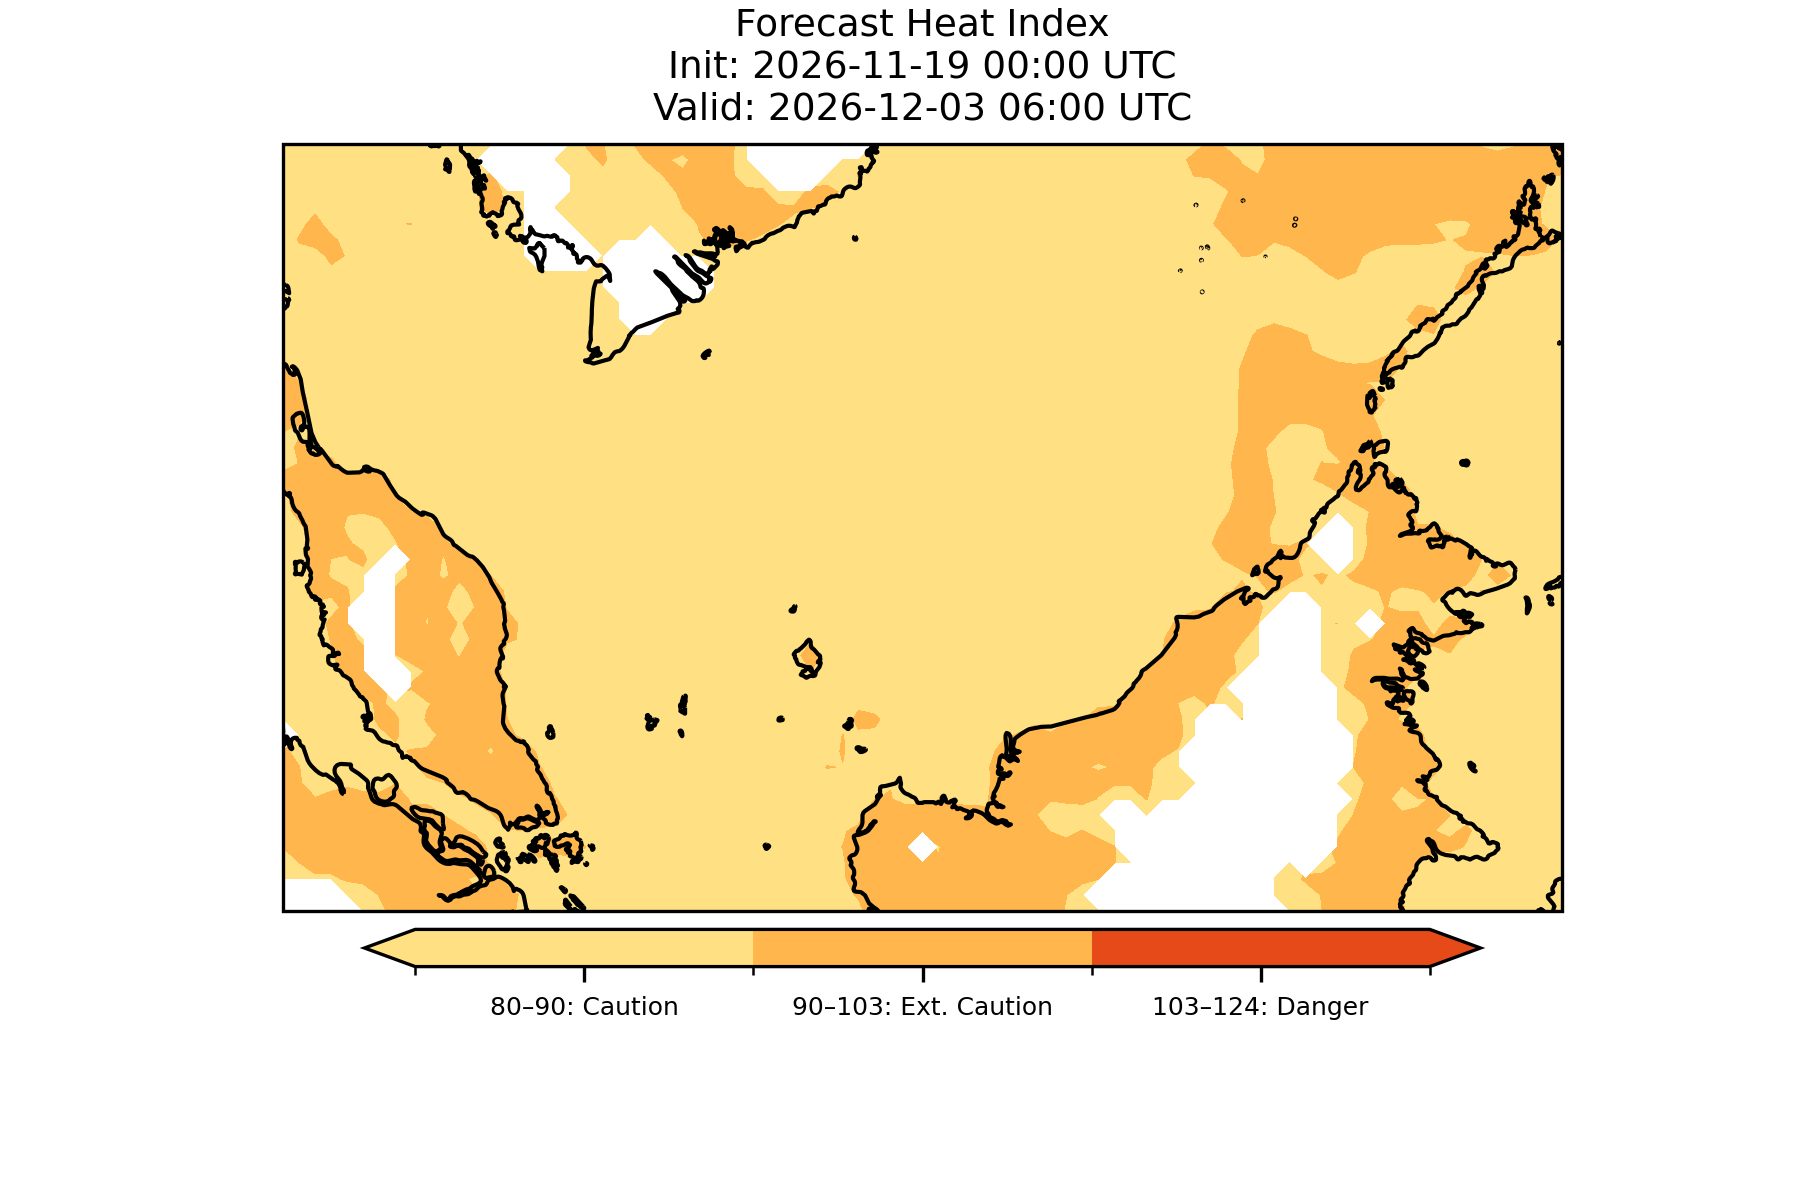 Forecast Heat Index
Init: 2026-11-19 00:00 UTC
Valid: 2026-12-03 06:00 UTC
80–90: Caution
90–103: Ext. Caution
103–124: Danger